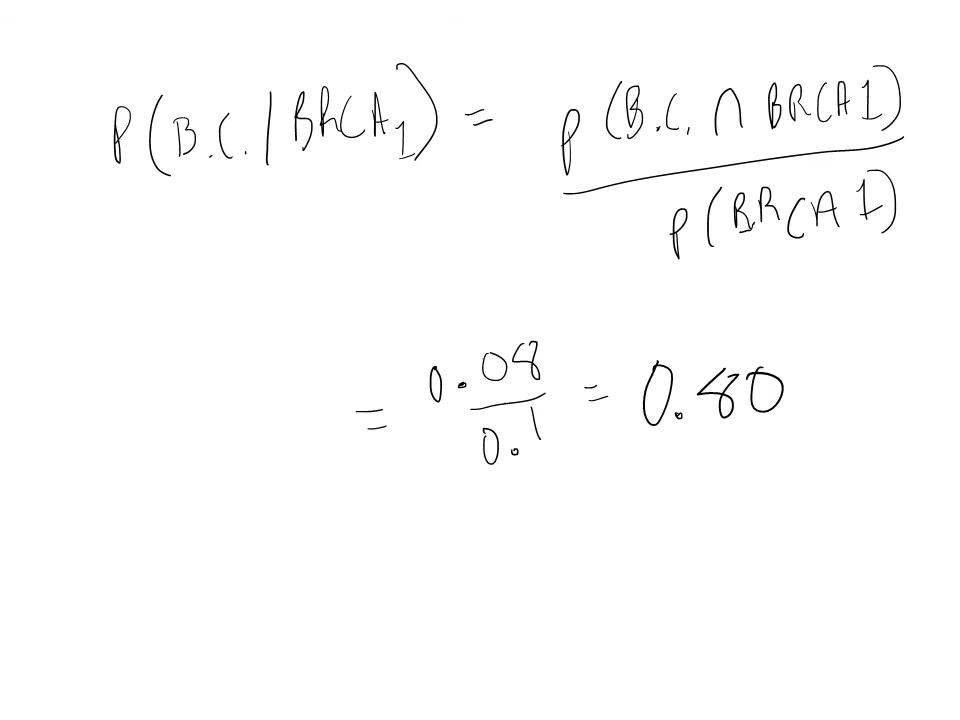 P(B.C. | BRCA1) = P(B.C. ∩ BRCA1)
P(BRCA1)
= 0.08 = 0.80
0.1